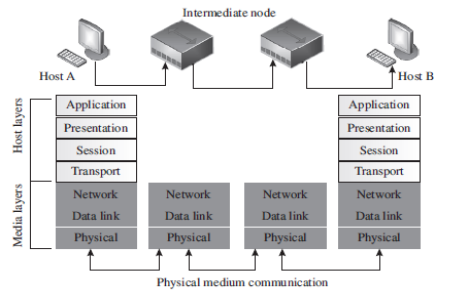 Intermediate node
Host A
Host B
Host layers
Media layers
Application
Presentation
Session
Transport
Network
Data link
Physical
Network
Data link
Physical
Network
Data link
Physical
Application
Presentation
Session
Transport
Network
Data link
Physical
Physical medium communication